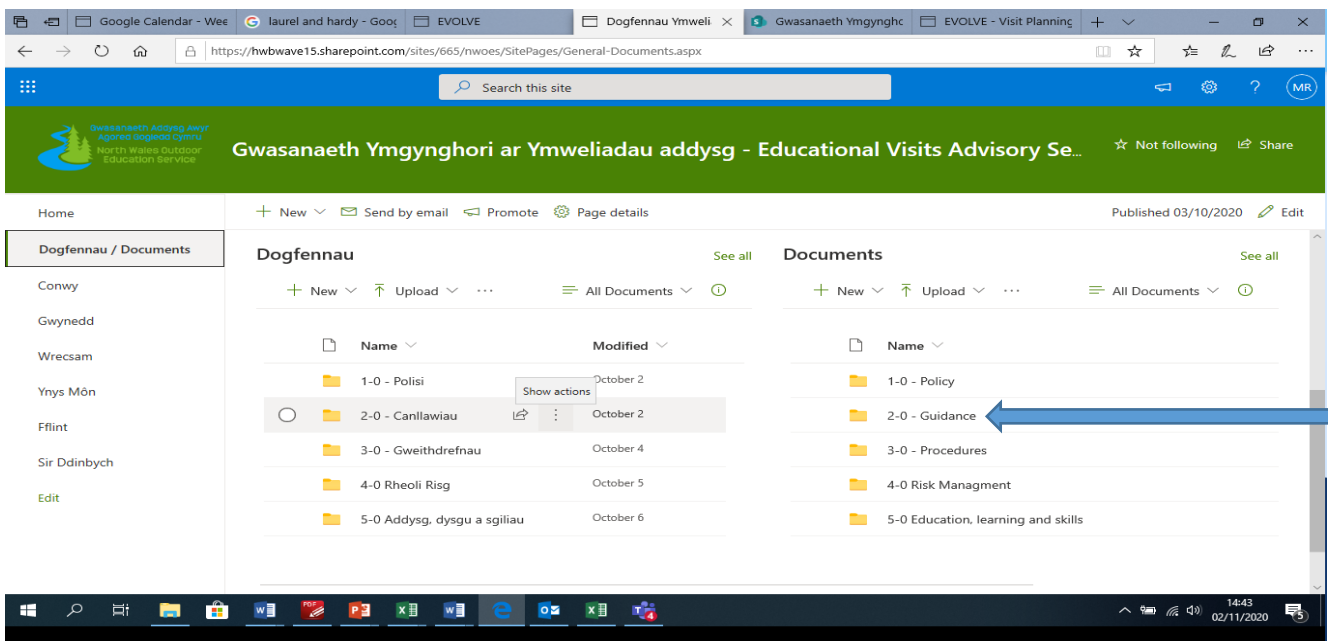 Google Calendar - Wee
laurel and hardy - Goog
EVOLVE
Dogfennau Ymweli
Gwasanaeth Ymgynghc
EVOLVE - Visit Planning
https://hwbwave15.sharepoint.com/sites/665/nwoes/SitePages/General-Documents.aspx
Search this site
MR
Gwasanaeth Addysg Awyr
Agored Gogledd Cymru
North Wales Outdoor
Education Service
Gwasanaeth Ymgynghori ar Ymweliadau addysg - Educational Visits Advisory Se...
Not following
Share
Home
Dogfennau / Documents
Conwy
Gwynedd
Wrecsam
Ynys Môn
Fflint
Sir Ddinbych
Edit
New
Send by email
Promote
Page details
Published 03/10/2020
Edit
Dogfennau
See all
New
Upload
All Documents
Name
Modified
1-0 - Polisi
October 2
Show actions
2-0 - Canllawiau
October 2
3-0 - Gweithdrefnau
October 4
4-0 Rheoli Risg
October 5
5-0 Addysg, dysgu a sgiliau
October 6
Documents
See all
New
Upload
All Documents
Name
1-0 - Policy
2-0 - Guidance
3-0 - Procedures
4-0 Risk Managment
5-0 Education, learning and skills
14:43
02/11/2020